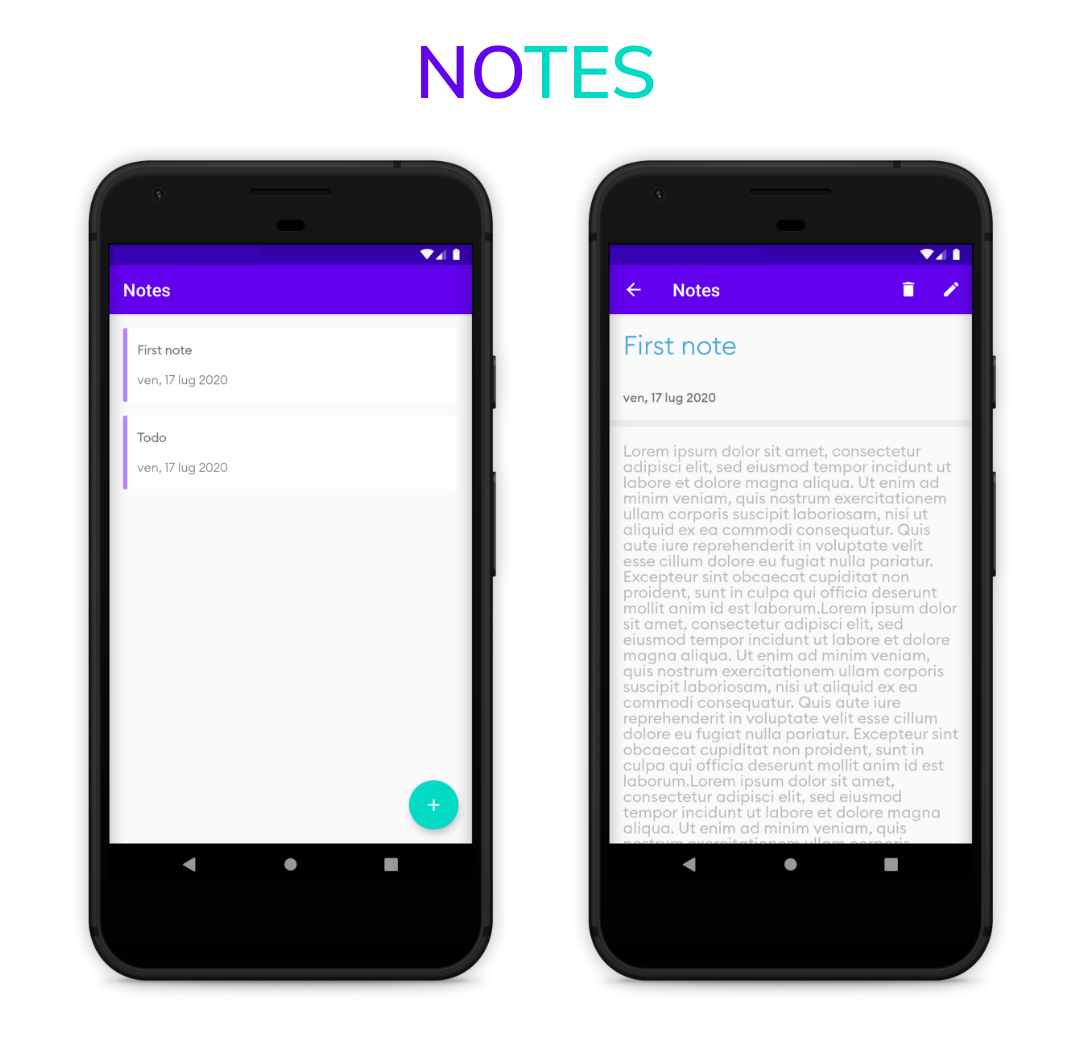 NOTES
Notes
First note
ven, 17 lug 2020
Todo
ven, 17 lug 2020
+
Notes
First note
ven, 17 lug 2020
Lorem ipsum dolor sit amet, consectetur
adipisci elit, sed eiusmod tempor incidunt ut
labore et dolore magna aliqua. Ut enim ad
minim veniam, quis nostrum exercitationem
ullam corporis suscipit laboriosam, nisi ut
aliquid ex ea commodi consequatur. Quis
aute iure reprehenderit in voluptate velit
esse cillum dolore eu fugiat nulla pariatur.
Excepteur sint obcaecat cupiditat non
proident, sunt in culpa qui officia deserunt
mollit anim id est laborum.Lorem ipsum dolor
sit amet, consectetur adipisci elit, sed
eiusmod tempor incidunt ut labore et dolore
magna aliqua. Ut enim ad minim veniam,
quis nostrum exercitationem ullam corporis
suscipit laboriosam, nisi ut aliquid ex ea
commodi consequatur. Quis aute iure
reprehenderit in voluptate velit esse cillum
dolore eu fugiat nulla pariatur. Excepteur sint
obcaecat cupiditat non proident, sunt in
culpa qui officia deserunt mollit anim id est
laborum.Lorem ipsum dolor sit amet,
consectetur adipisci elit, sed eiusmod
tempor incidunt ut labore et dolore magna
aliqua. Ut enim ad minim veniam, quis
nostrum exercitationem ullam corporis